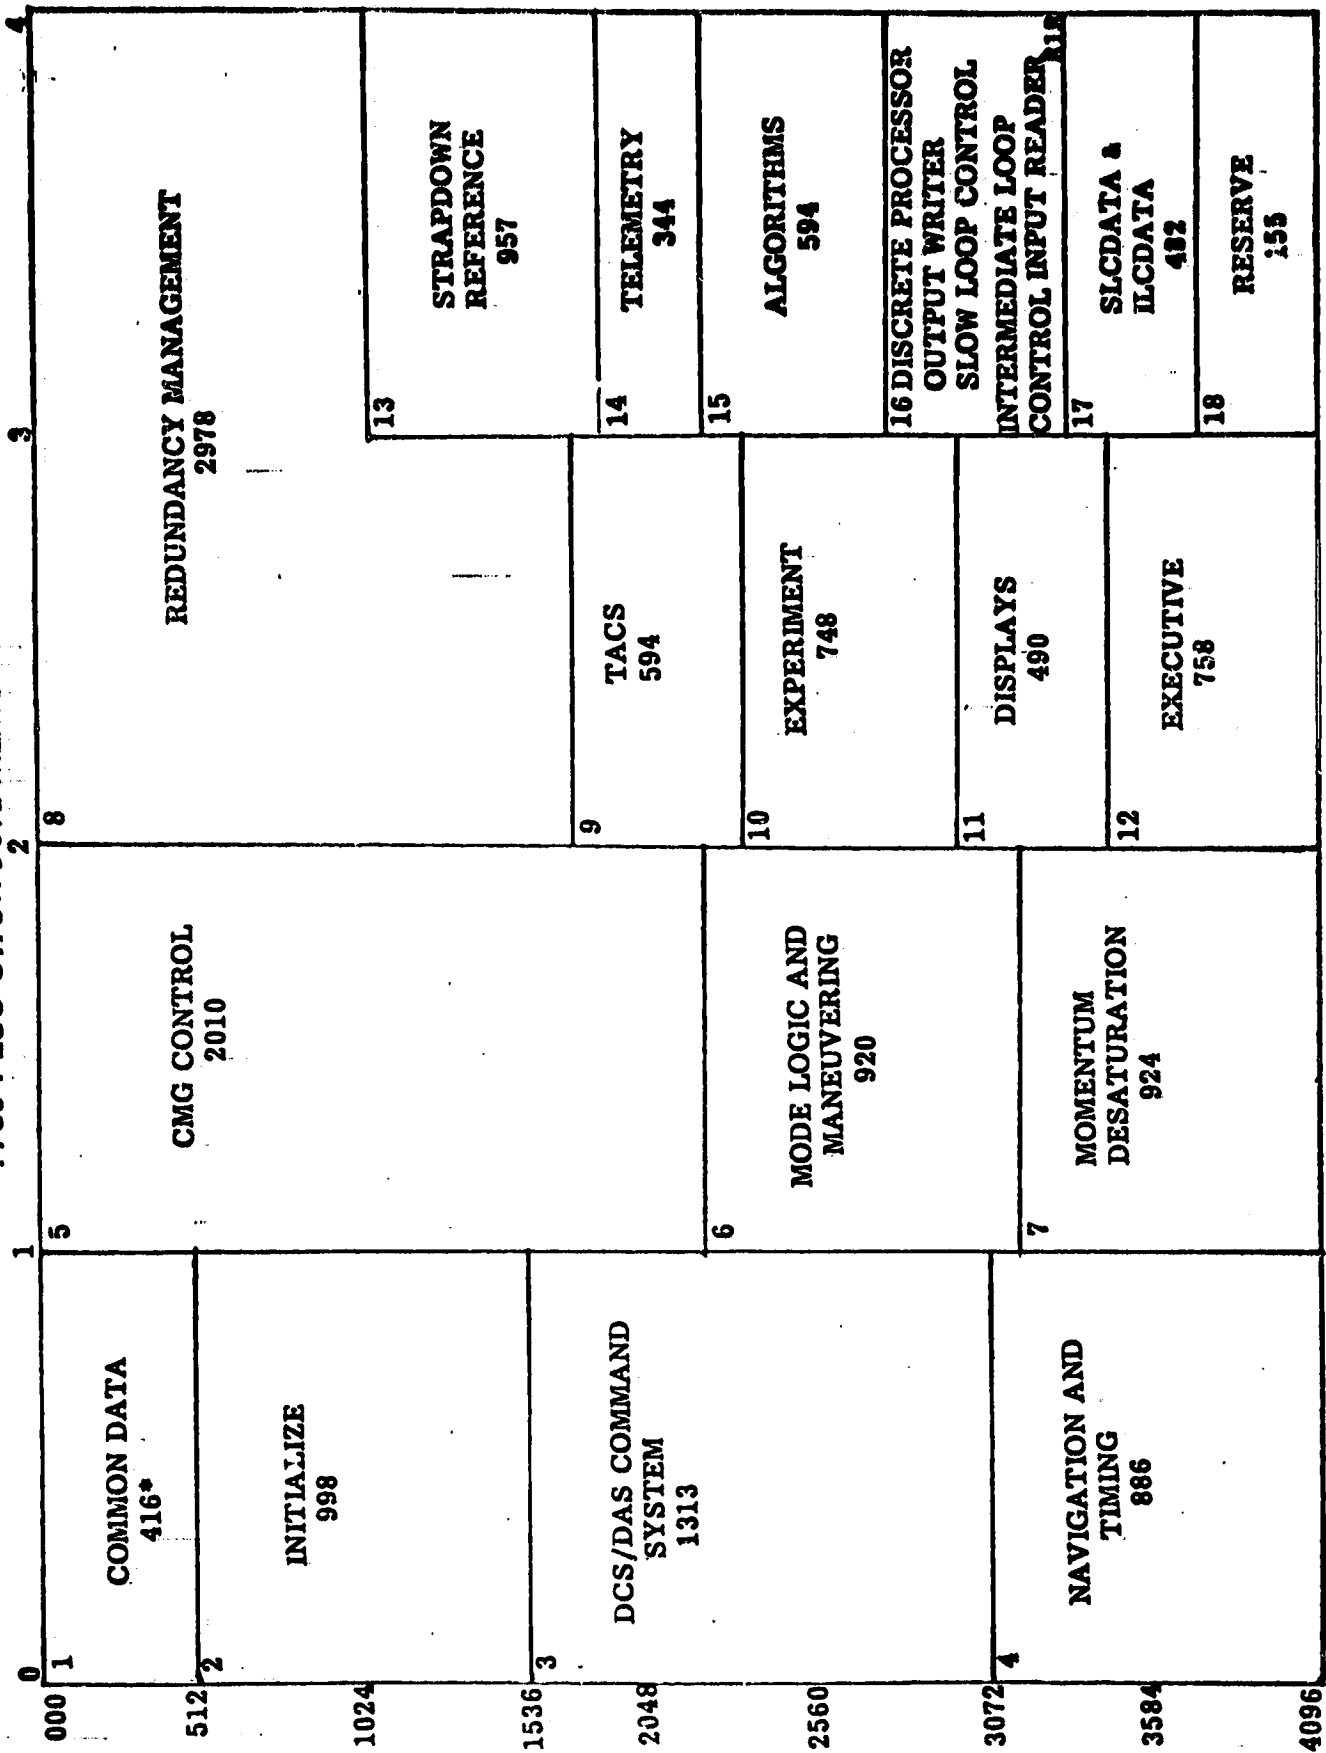 0
1
2
3
4
000
512
1024
1536
2048
2560
3072
3584
4096
1
COMMON DATA
416*
2
INITIALIZE
998
3
DCS/DAS COMMAND
SYSTEM
1313
4
NAVIGATION AND
TIMING
886
5
CMG CONTROL
2010
6
MODE LOGIC AND
MANEUVERING
920
7
MOMENTUM
DESATURATION
924
8
REDUNDANCY MANAGEMENT
2978
9
TACS
594
10
EXPERIMENT
748
11
DISPLAYS
490
12
EXECUTIVE
758
13
STRAPDOWN
REFERENCE
957
14
TELEMETRY
344
15
ALGORITHMS
594
16 DISCRETE PROCESSOR
OUTPUT WRITER
SLOW LOOP CONTROL
INTERMEDIATE LOOP
CONTROL INPUT READER
17
SLCDATA &
ILCDATA
482
18
RESERVE